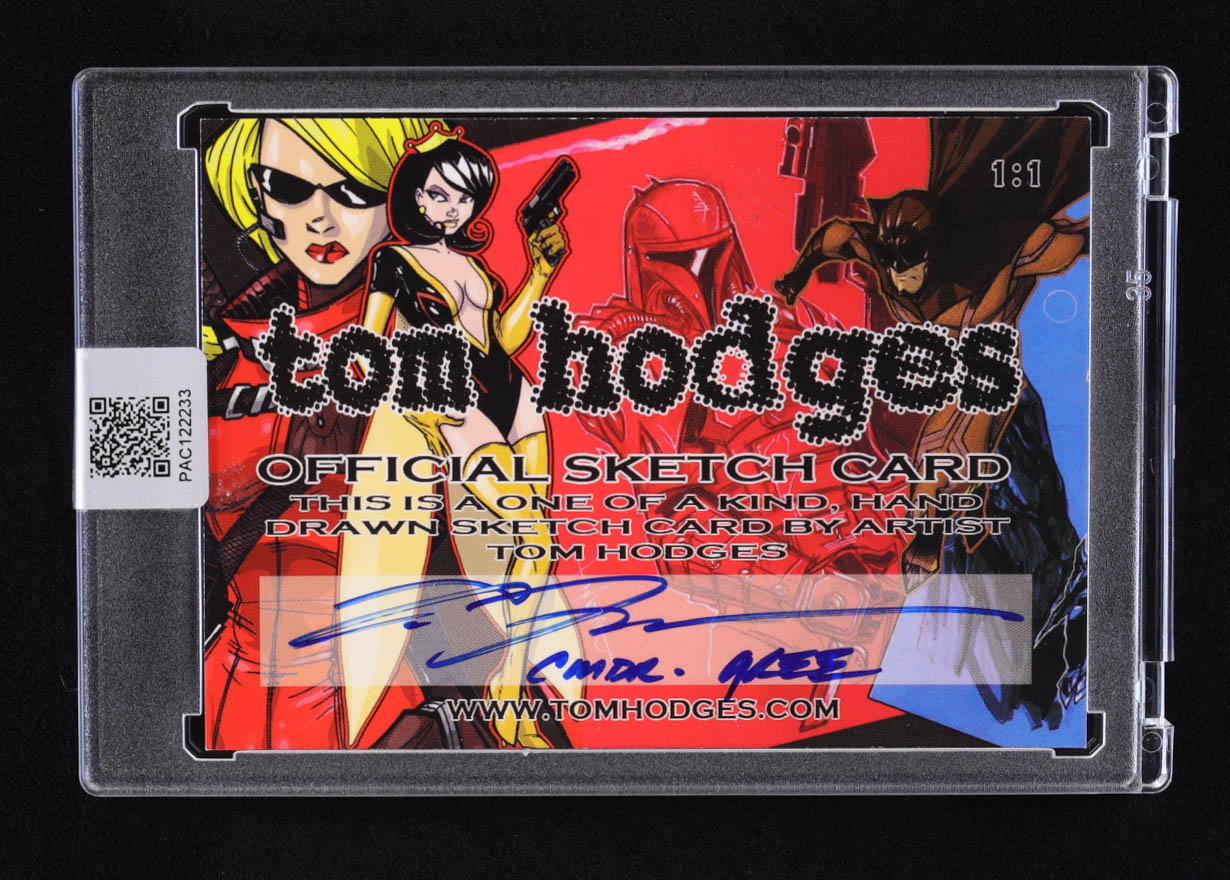 1:1
35
tom hodges
OFFICIAL SKETCH CARD
THIS IS A ONE OF A KIND, HAND
DRAWN SKETCH CARD BY ARTIST
TOM HODGES
CMDR. GREE
WWW.TOMHODGES.COM
PAC122233